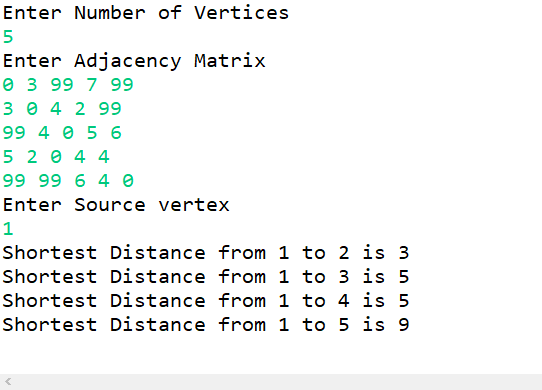 Enter Number of Vertices
5
Enter Adjacency Matrix
0 3 99 7 99
3 0 4 2 99
99 4 0 5 6
5 2 0 4 4
99 99 6 4 0
Enter Source vertex
1
Shortest Distance from 1 to 2 is 3
Shortest Distance from 1 to 3 is 5
Shortest Distance from 1 to 4 is 5
Shortest Distance from 1 to 5 is 9